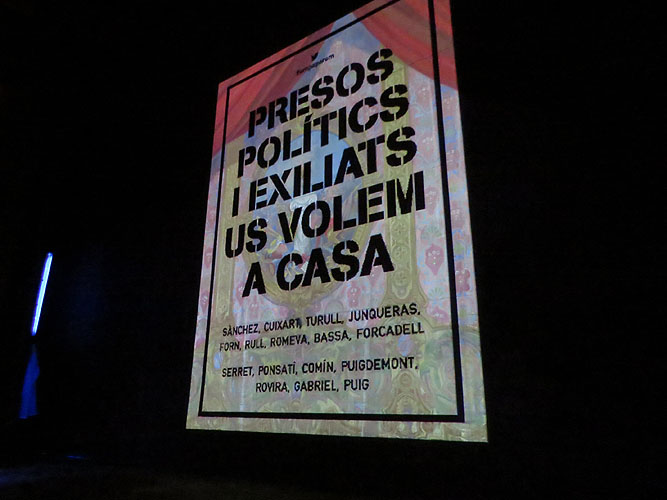 PRESOS
POLÍTICS
I EXILIATS
US VOLEM
A CASA
SÀNCHEZ, CUIXART, TURULL, JUNQUERAS,
FORN, RULL, ROMEVA, BASSA, FORCADELL
SERRET, PONSATÍ, COMÍN, PUIGDEMONT,
ROVIRA, GABRIEL, PUIG